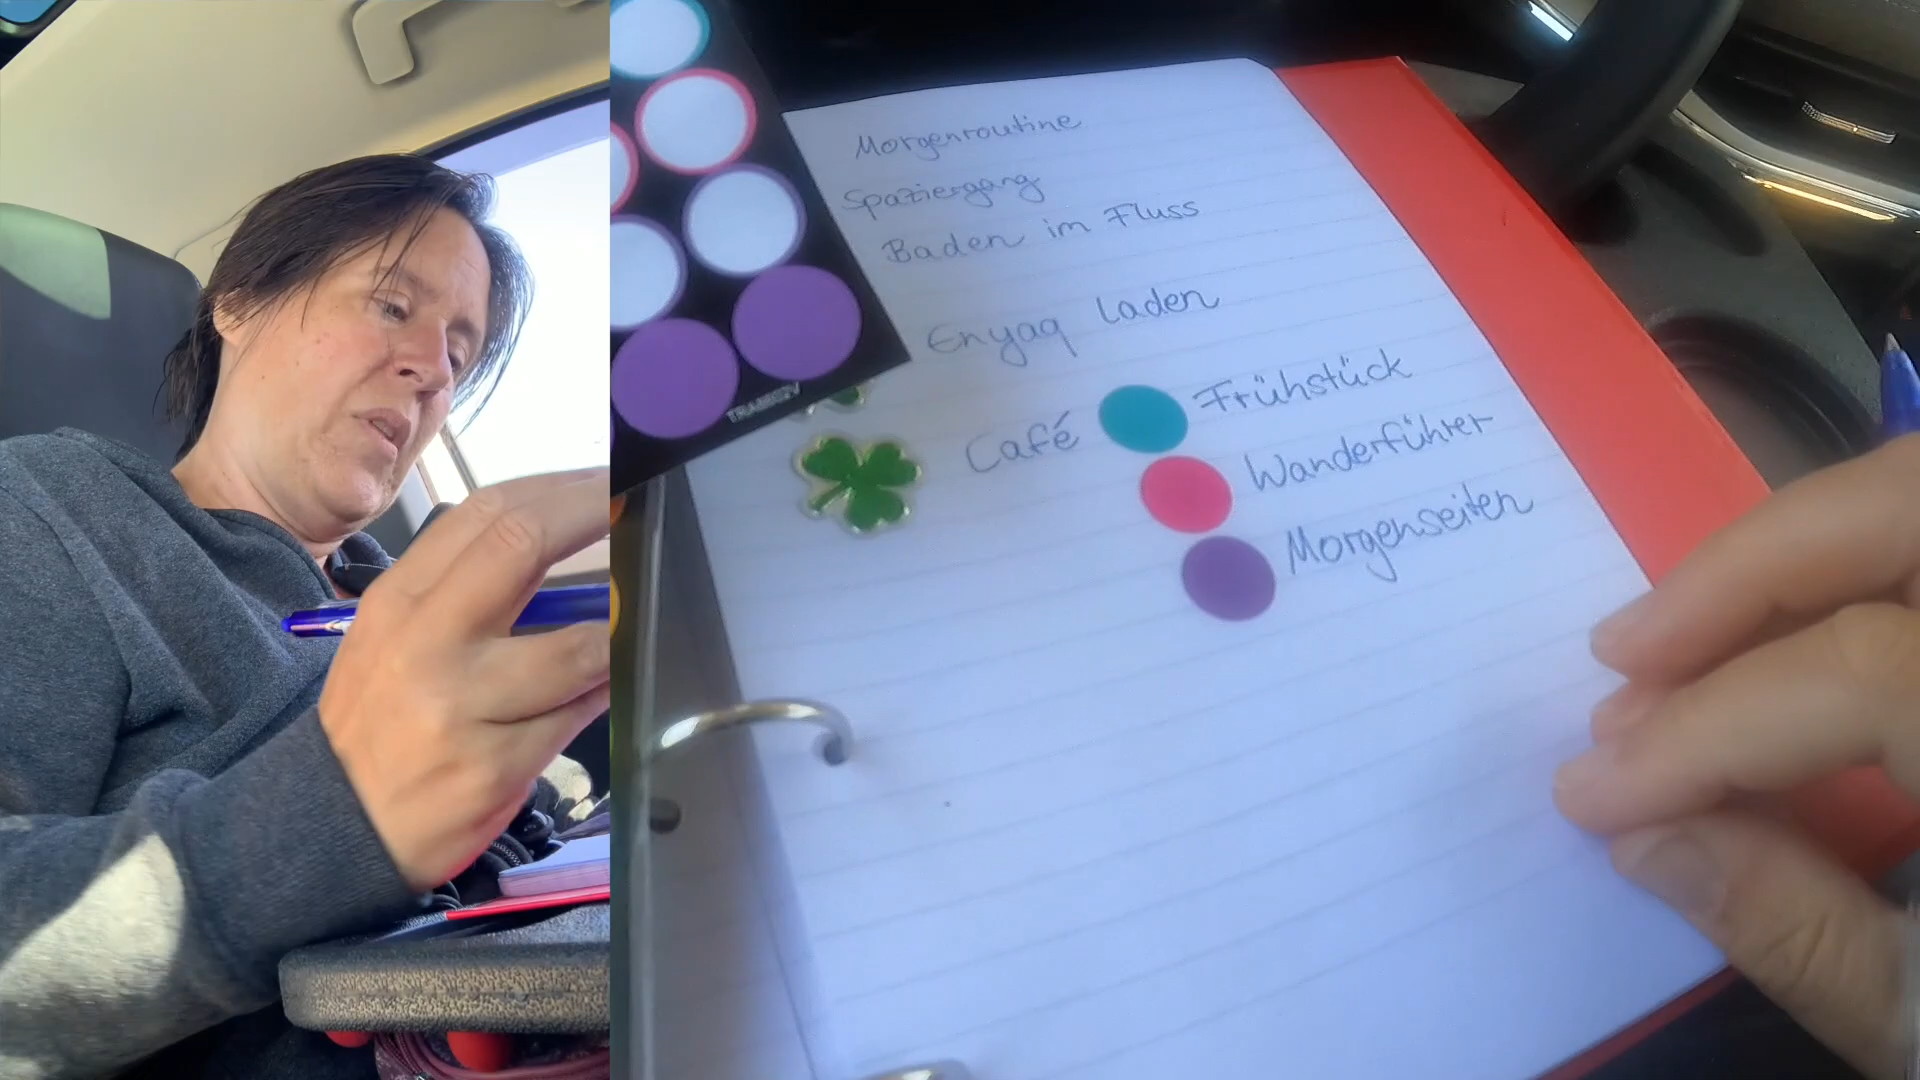 Morgenroutine
Spaziergang
Baden im Fluss
Enyaq laden
Café
Frühstück
Wanderführer
Morgenseiten